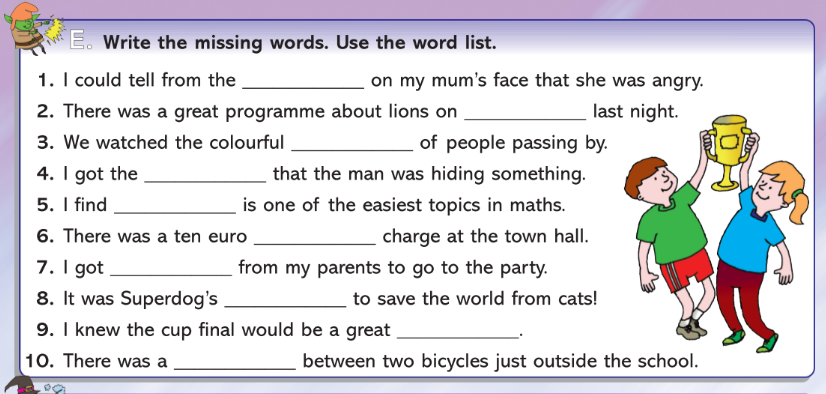 E. Write the missing words. Use the word list.
1. I could tell from the ____________ on my mum's face that she was angry.
2. There was a great programme about lions on ____________ last night.
3. We watched the colourful ____________ of people passing by.
4. I got the ____________ that the man was hiding something.
5. I find ____________ is one of the easiest topics in maths.
6. There was a ten euro ____________ charge at the town hall.
7. I got ____________ from my parents to go to the party.
8. It was Superdog's ____________ to save the world from cats!
9. I knew the cup final would be a great ____________.
10. There was a ____________ between two bicycles just outside the school.